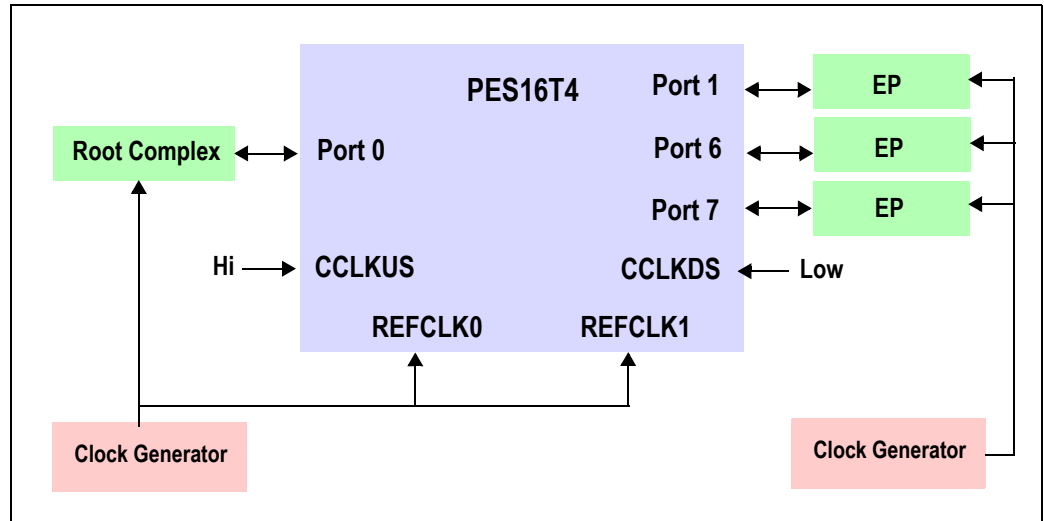 PES16T4
Port 1
EP
Root Complex
Port 0
Port 6
EP
Port 7
EP
Hi
CCLKUS
CCLKDS
Low
REFCLK0
REFCLK1
Clock Generator
Clock Generator